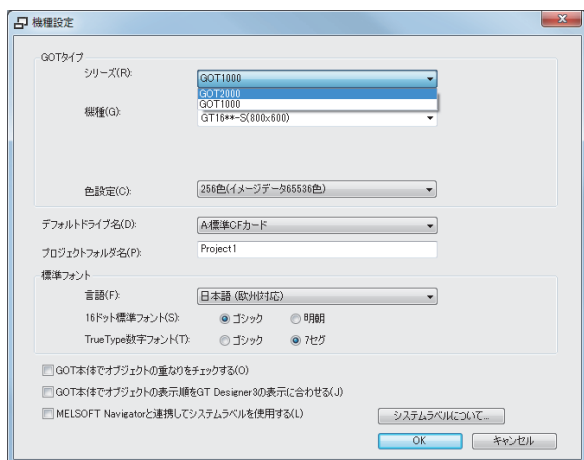 機種設定
GOTタイプ
シリーズ(R):
GOT1000
GOT2000
GOT1000
機種(G):
GT16**-S(800x600)
色設定(C):
256色(イメージデータ65536色)
デフォルトドライブ名(D):
A:標準CFカード
プロジェクトフォルダ名(P):
Project1
標準フォント
言語(F):
日本語 (欧州対応)
16ドット標準フォント(S):
ゴシック
明朝
TrueType数字フォント(T):
ゴシック
7セグ
GOT本体でオブジェクトの重なりをチェックする(O)
GOT本体でオブジェクトの表示順をGT Designer3の表示に合わせる(J)
MELSOFT Navigatorと連携してシステムラベルを使用する(L)
システムラベルについて...
OK
キャンセル